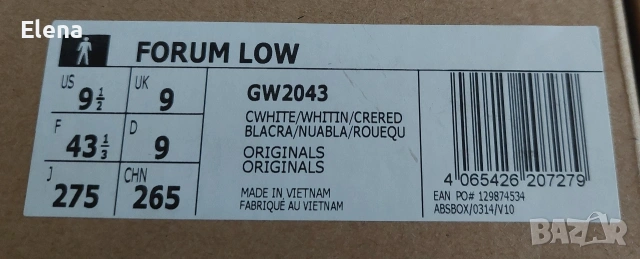 Elena
FORUM LOW
US 9 1/2 UK 9
F 43 1/3 D 9
J 275 CHN 265
GW2043
CWHITE/WHITIN/CRERED
BLACRA/NUABLA/ROUEQU
ORIGINALS
ORIGINALS
MADE IN VIETNAM
FABRIQUÉ AU VIETNAM
4 065426 207279
EAN PO# 129874534
ABSBOX/0314/V10
BAZAR